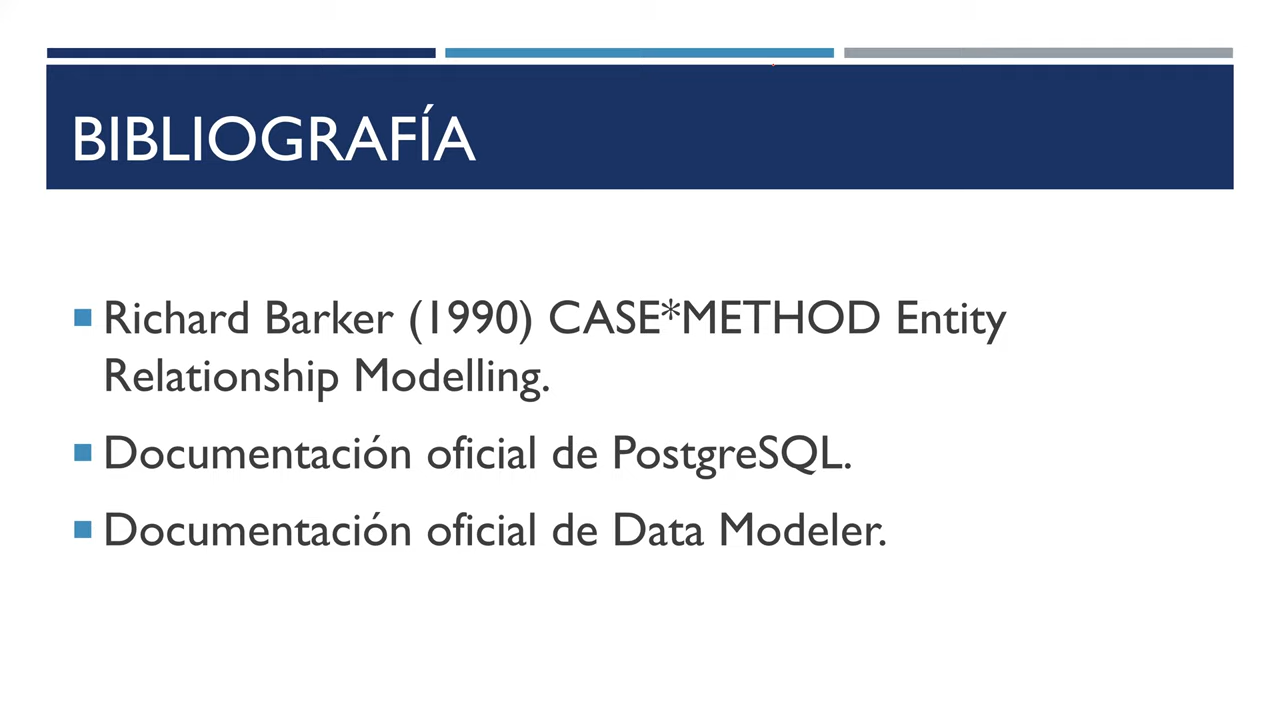 BIBLIOGRAFÍA
Richard Barker (1990) CASE*METHOD Entity
Relationship Modelling.
Documentación oficial de PostgreSQL.
Documentación oficial de Data Modeler.